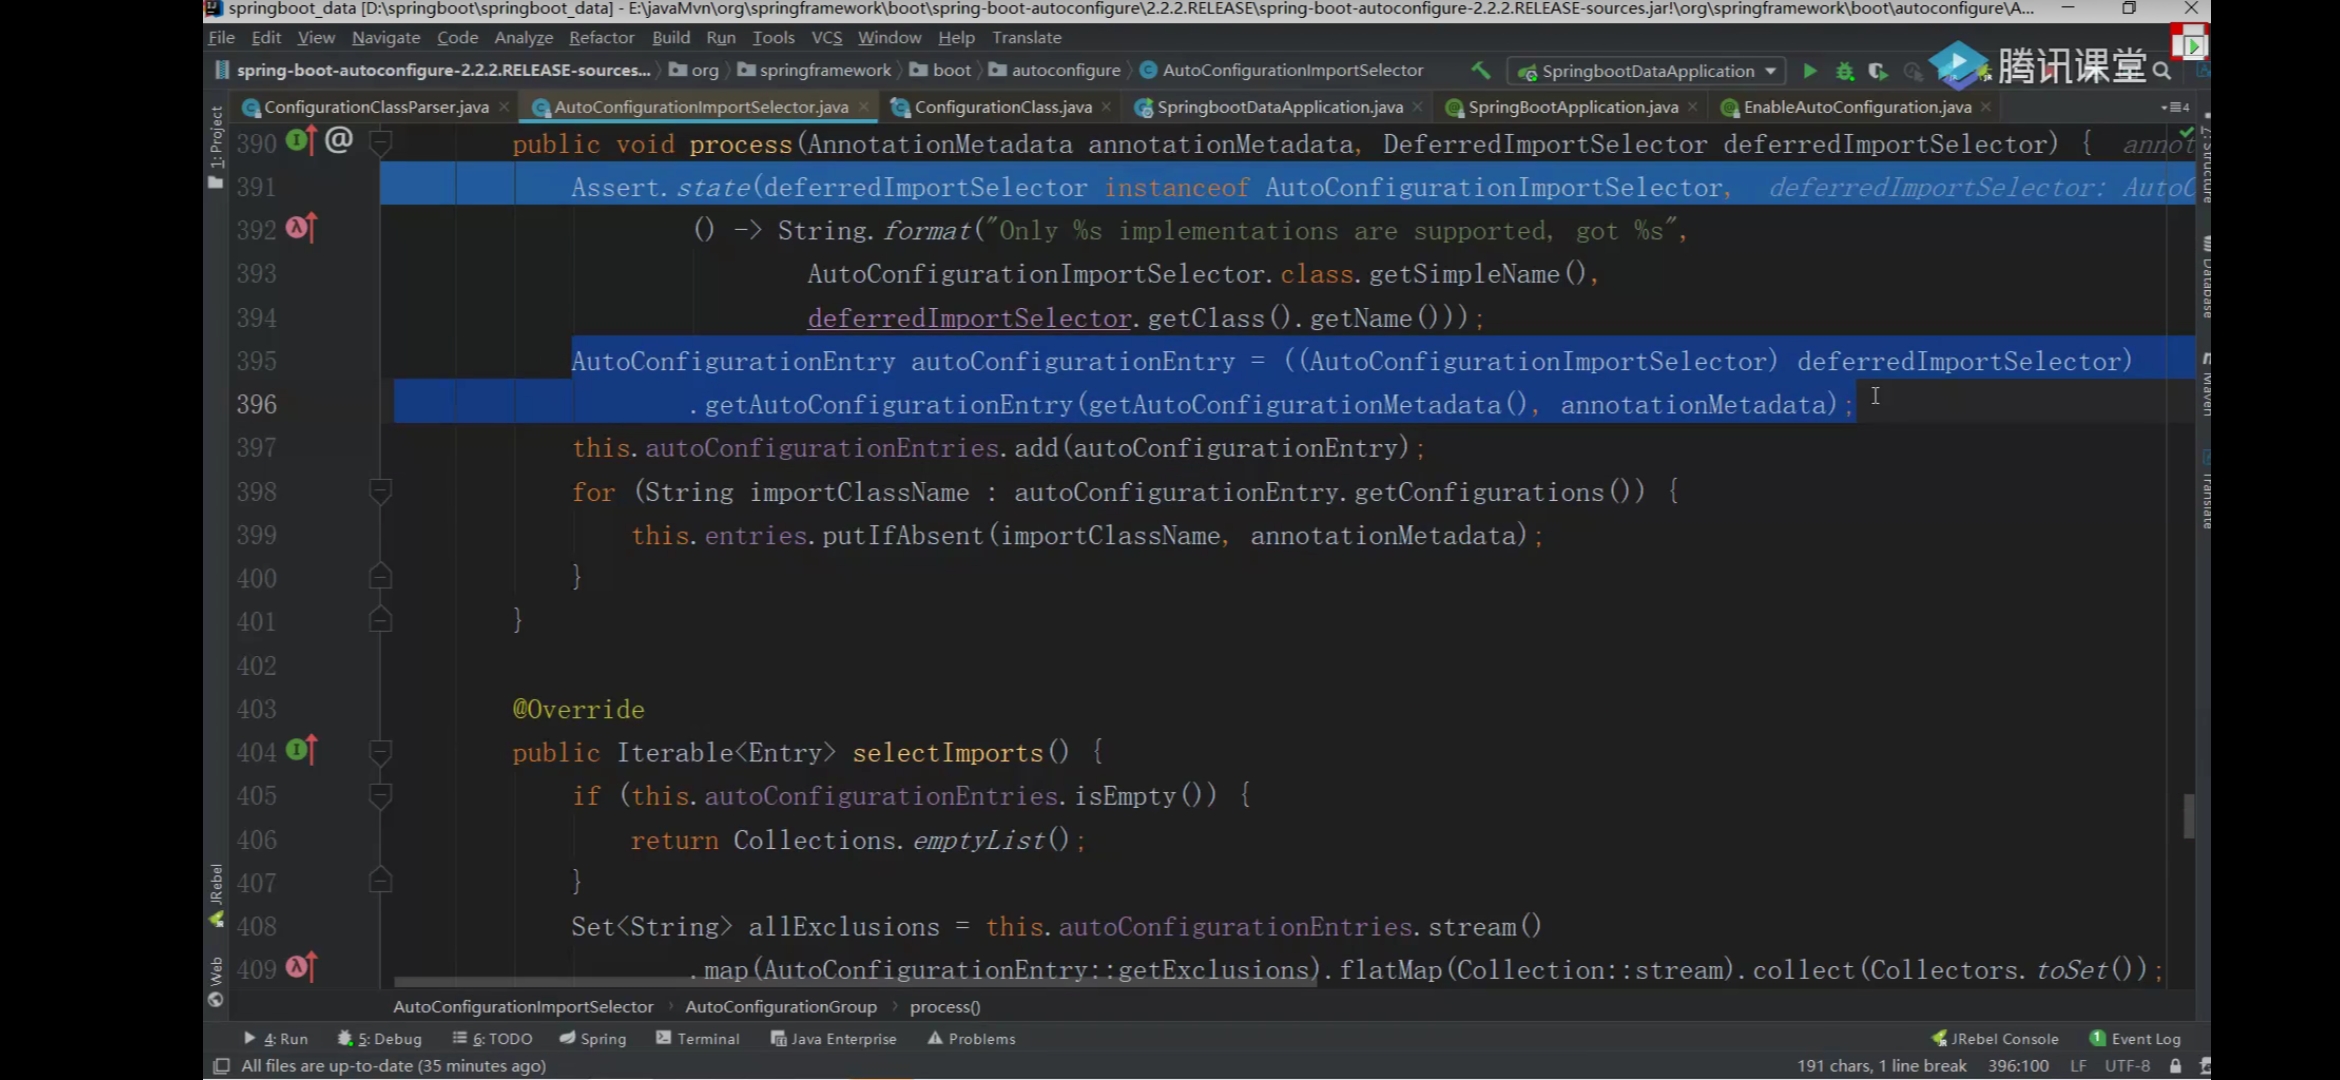 springboot_data [D:\springboot\springboot_data] - E:\javaMvn\org\springframework\boot\spring-boot-autoconfigure\2.2.2.RELEASE\spring-boot-autoconfigure-2.2.2.RELEASE-sources.jar!\org\springframework\boot\autoconfigure\A...
File Edit View Navigate Code Analyze Refactor Build Run Tools VCS Window Help Translate
spring-boot-autoconfigure-2.2.2.RELEASE-sources... org springframework boot autoconfigure AutoConfigurationImportSelector SpringbootDataApplication 腾讯课堂
ConfigurationClassParser.java AutoConfigurationImportSelector.java ConfigurationClass.java SpringbootDataApplication.java SpringBootApplication.java EnableAutoConfiguration.java
1: Project
390 @ public void process(AnnotationMetadata annotationMetadata, DeferredImportSelector deferredImportSelector) { annot
391 Assert.state(deferredImportSelector instanceof AutoConfigurationImportSelector, deferredImportSelector: AutoC
392 () -> String.format("Only %s implementations are supported, got %s",
393 AutoConfigurationImportSelector.class.getSimpleName(),
394 deferredImportSelector.getClass().getName()));
395 AutoConfigurationEntry autoConfigurationEntry = ((AutoConfigurationImportSelector) deferredImportSelector)
396 .getAutoConfigurationEntry(getAutoConfigurationMetadata(), annotationMetadata);
397 this.autoConfigurationEntries.add(autoConfigurationEntry);
398 for (String importClassName : autoConfigurationEntry.getConfigurations()) {
399 this.entries.putIfAbsent(importClassName, annotationMetadata);
400 }
401 }
402
403 @Override
404 public Iterable<Entry> selectImports() {
405 if (this.autoConfigurationEntries.isEmpty()) {
406 return Collections.emptyList();
407 }
408 Set<String> allExclusions = this.autoConfigurationEntries.stream()
409 .map(AutoConfigurationEntry::getExclusions).flatMap(Collection::stream).collect(Collectors.toSet());
JRebel
Web
Database
Maven
Translate
AutoConfigurationImportSelector AutoConfigurationGroup process()
4: Run 5: Debug 6: TODO Spring Terminal Java Enterprise Problems JRebel Console 1 Event Log
All files are up-to-date (35 minutes ago) 191 chars, 1 line break 396:100 LF UTF-8